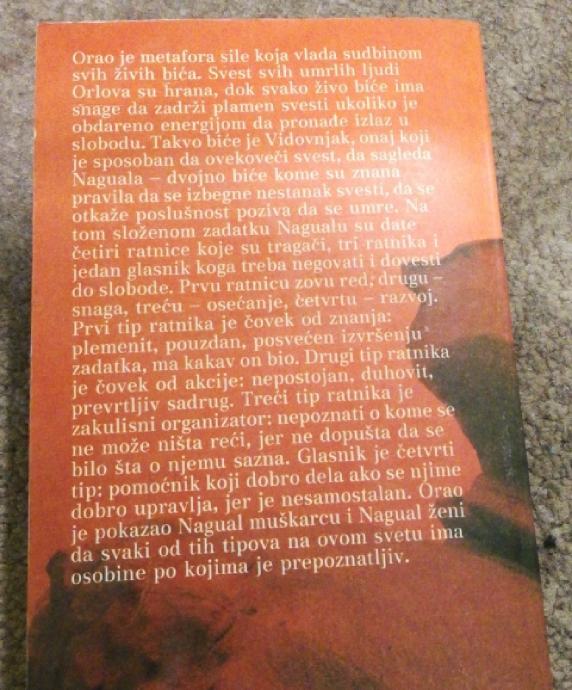 Orao je metafora sile koja vlada sudbinom
svih živih bića. Svest svih umrlih ljudi
Orlova su hrana, dok svako živo biće ima
snage da zadrži plamen svesti ukoliko je
obdareno energijom da pronađe izlaz u
slobodu. Takvo biće je Vidovnjak, onaj koji
je sposoban da ovekoveči svest, da sagleda
Naguala – dvojno biće kome su znana
pravila da se izbegne nestanak svesti, da se
otkaže poslušnost poziva da se umre. Na
tom složenom zadatku Nagualu su date
četiri ratnice koje su tragači, tri ratnika i
jedan glasnik koga treba negovati i dovesti
do slobode. Prvu ratnicu zovu red, drugu –
snaga, treću – osećanje, četvrtu – razvoj.
Prvi tip ratnika je čovek od znanja:
plemenit, pouzdan, posvećen izvršenju
zadatka, ma kakav on bio. Drugi tip ratnika
je čovek od akcije: nepostojan, duhovit,
prevrtljiv sadrug. Treći tip ratnika je
zakulisni organizator: nepoznati o kome se
ne može ništa reći, jer ne dopušta da se
bilo šta o njemu sazna. Glasnik je četvrti
tip: pomoćnik koji dobro dela ako se njime
dobro upravlja, jer je nesamostalan. Orao
je pokazao Nagual muškarcu i Nagual ženi
da svaki od tih tipova na ovom svetu ima
osobine po kojima je prepoznatljiv.